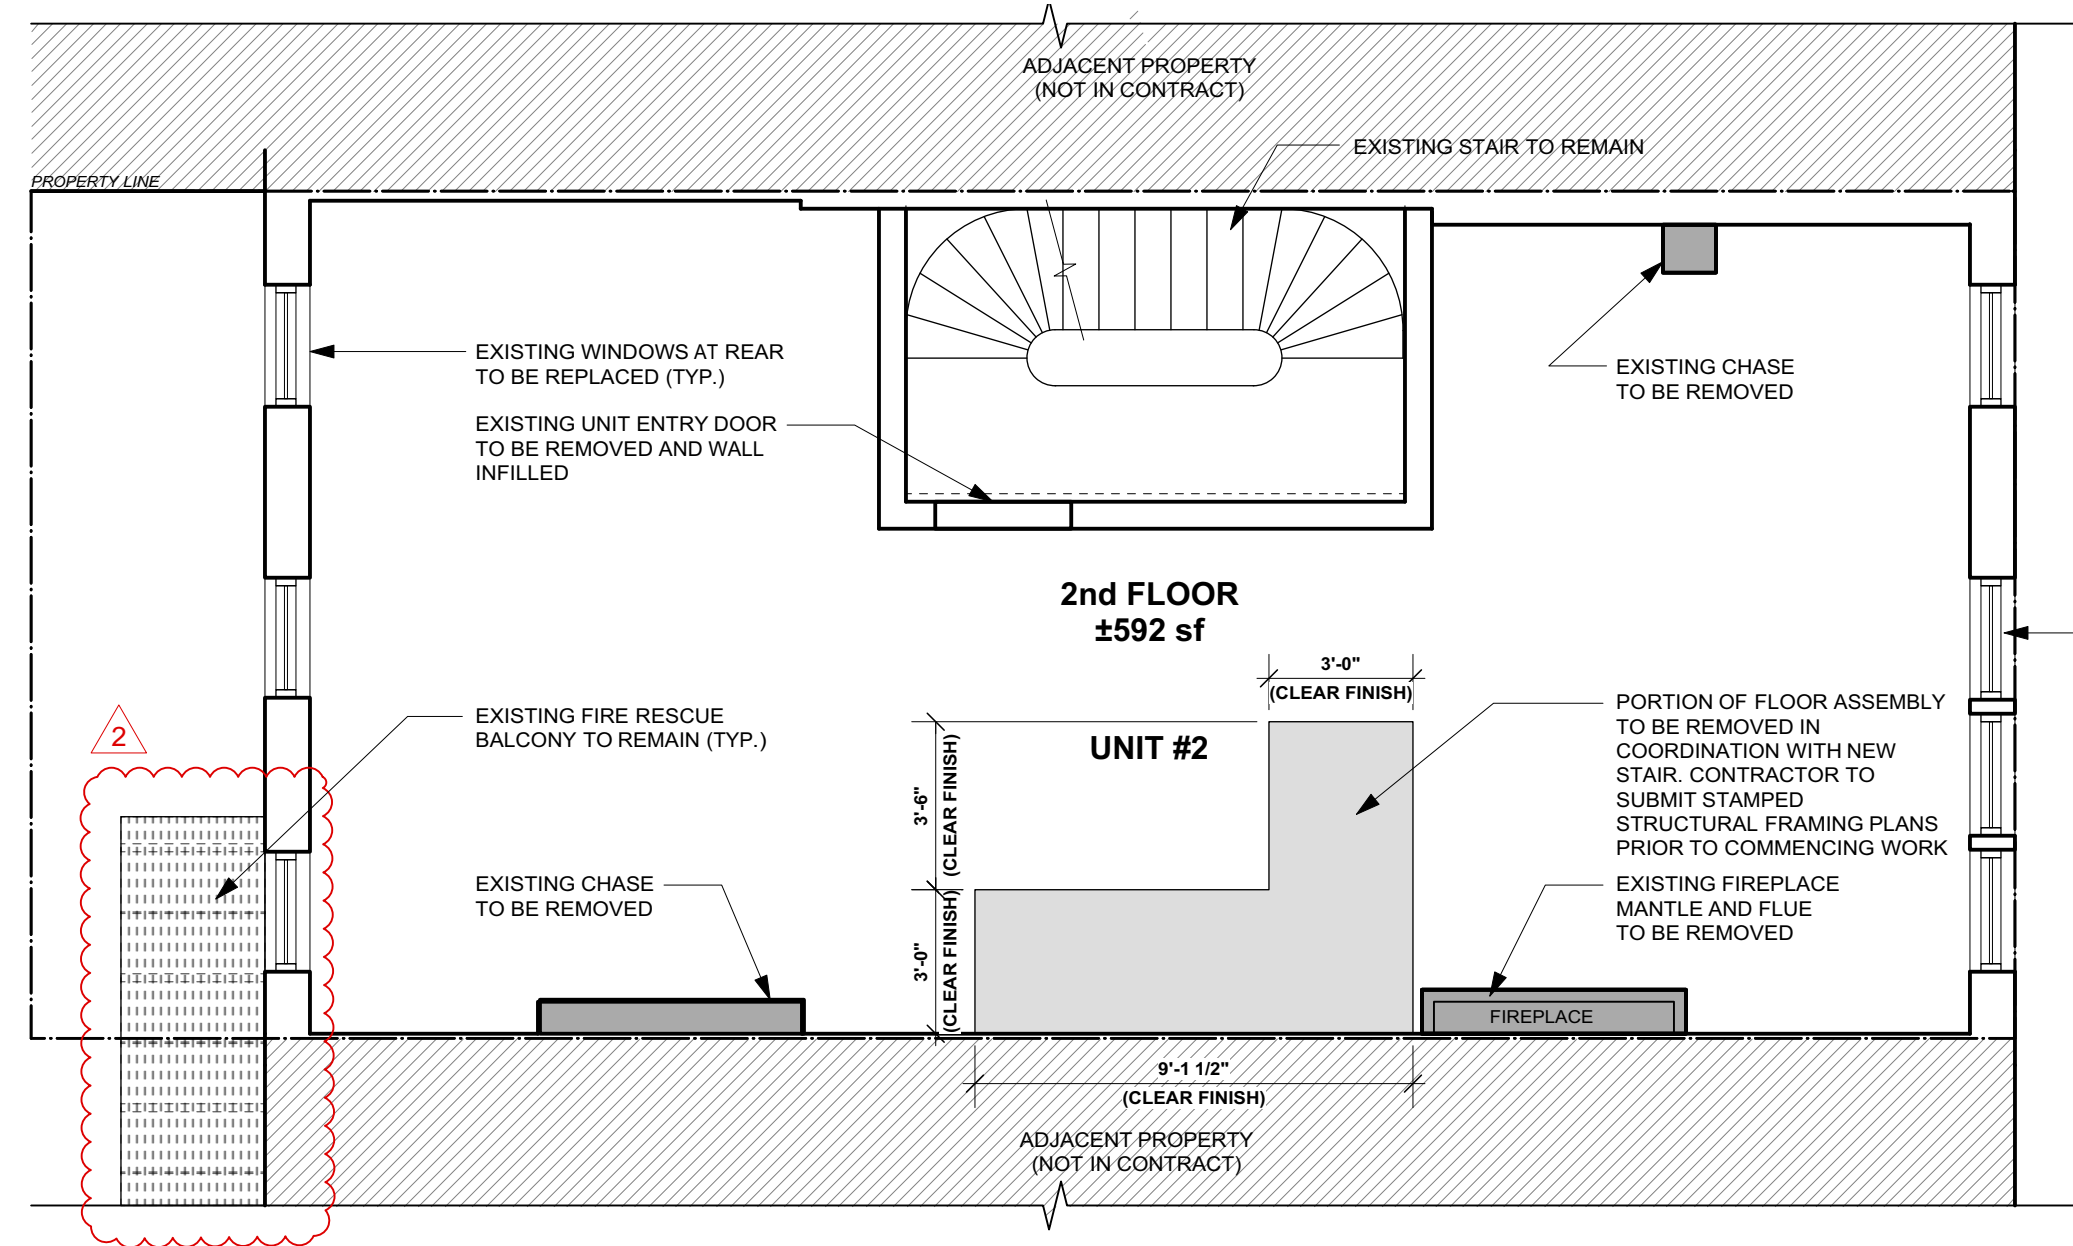 ADJACENT PROPERTY
(NOT IN CONTRACT)
EXISTING STAIR TO REMAIN
PROPERTY LINE
EXISTING WINDOWS AT REAR
TO BE REPLACED (TYP.)
EXISTING CHASE
TO BE REMOVED
EXISTING UNIT ENTRY DOOR
TO BE REMOVED AND WALL
INFILLED
2nd FLOOR
±592 sf
3'-0"
(CLEAR FINISH)
UNIT #2
PORTION OF FLOOR ASSEMBLY
TO BE REMOVED IN
COORDINATION WITH NEW
STAIR. CONTRACTOR TO
SUBMIT STAMPED
STRUCTURAL FRAMING PLANS
PRIOR TO COMMENCING WORK
2
EXISTING FIRE RESCUE
BALCONY TO REMAIN (TYP.)
3'-6"
(CLEAR FINISH)
EXISTING CHASE
TO BE REMOVED
3'-0"
(CLEAR FINISH)
EXISTING FIREPLACE
MANTLE AND FLUE
TO BE REMOVED
FIREPLACE
9'-1 1/2"
(CLEAR FINISH)
ADJACENT PROPERTY
(NOT IN CONTRACT)